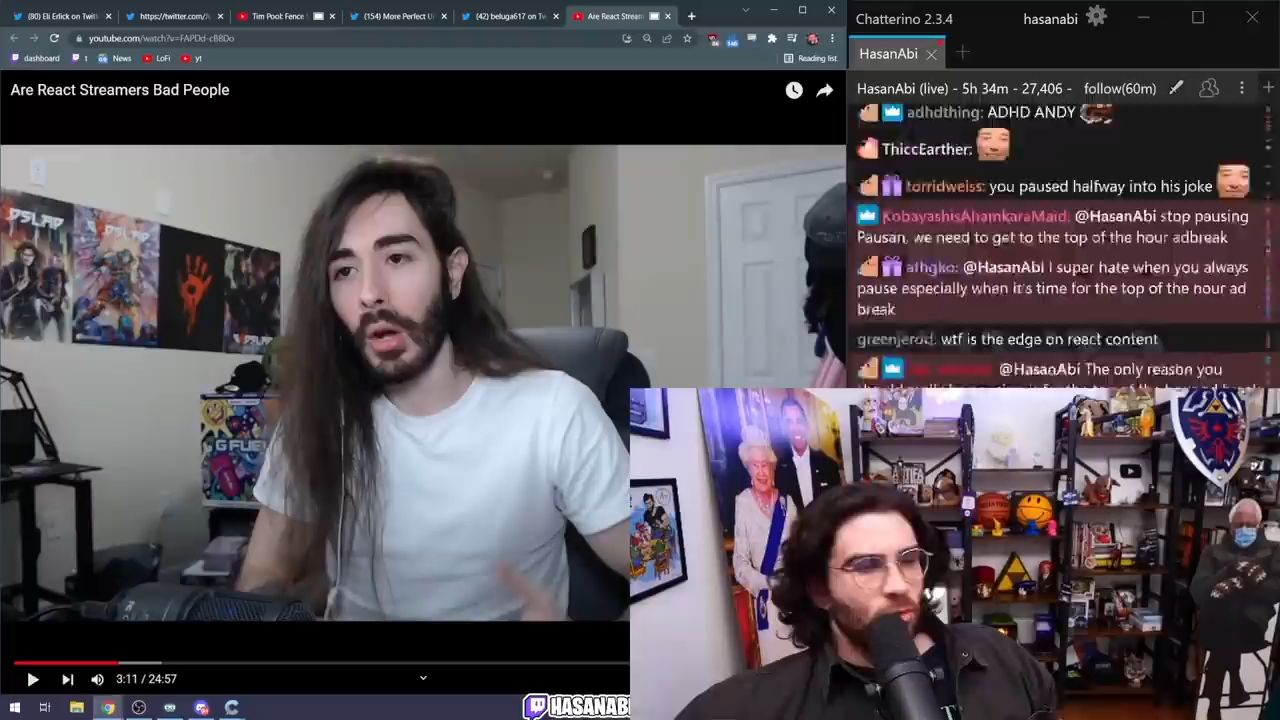 (80) Eli Erlick on Twitt
https://twitter.com/J
Tim Pool: Fence
(154) More Perfect U
(42) beluga617 on Tw
Are React Stream
youtube.com/watch?v=FAPDd-cB8Do
dashboard
t
News
LoFi
yt
Reading list
Are React Streamers Bad People
3:11 / 24:57
Chatterino 2.3.4
hasanabi
HasanAbi
HasanAbi (live) - 5h 34m - 27,406 -
follow(60m)
adhdthing: ADHD ANDY
ThiccEarther:
torridweiss: you paused halfway into his joke
KobayashisAhamkaraMaid: @HasanAbi stop pausing
Pausan, we need to get to the top of the hour adbreak
afhgko: @HasanAbi I super hate when you always
pause especially when it's time for the top of the hour ad
break
greenjerod: wtf is the edge on react content
@HasanAbi The only reason you
G FUEL
HASANABI